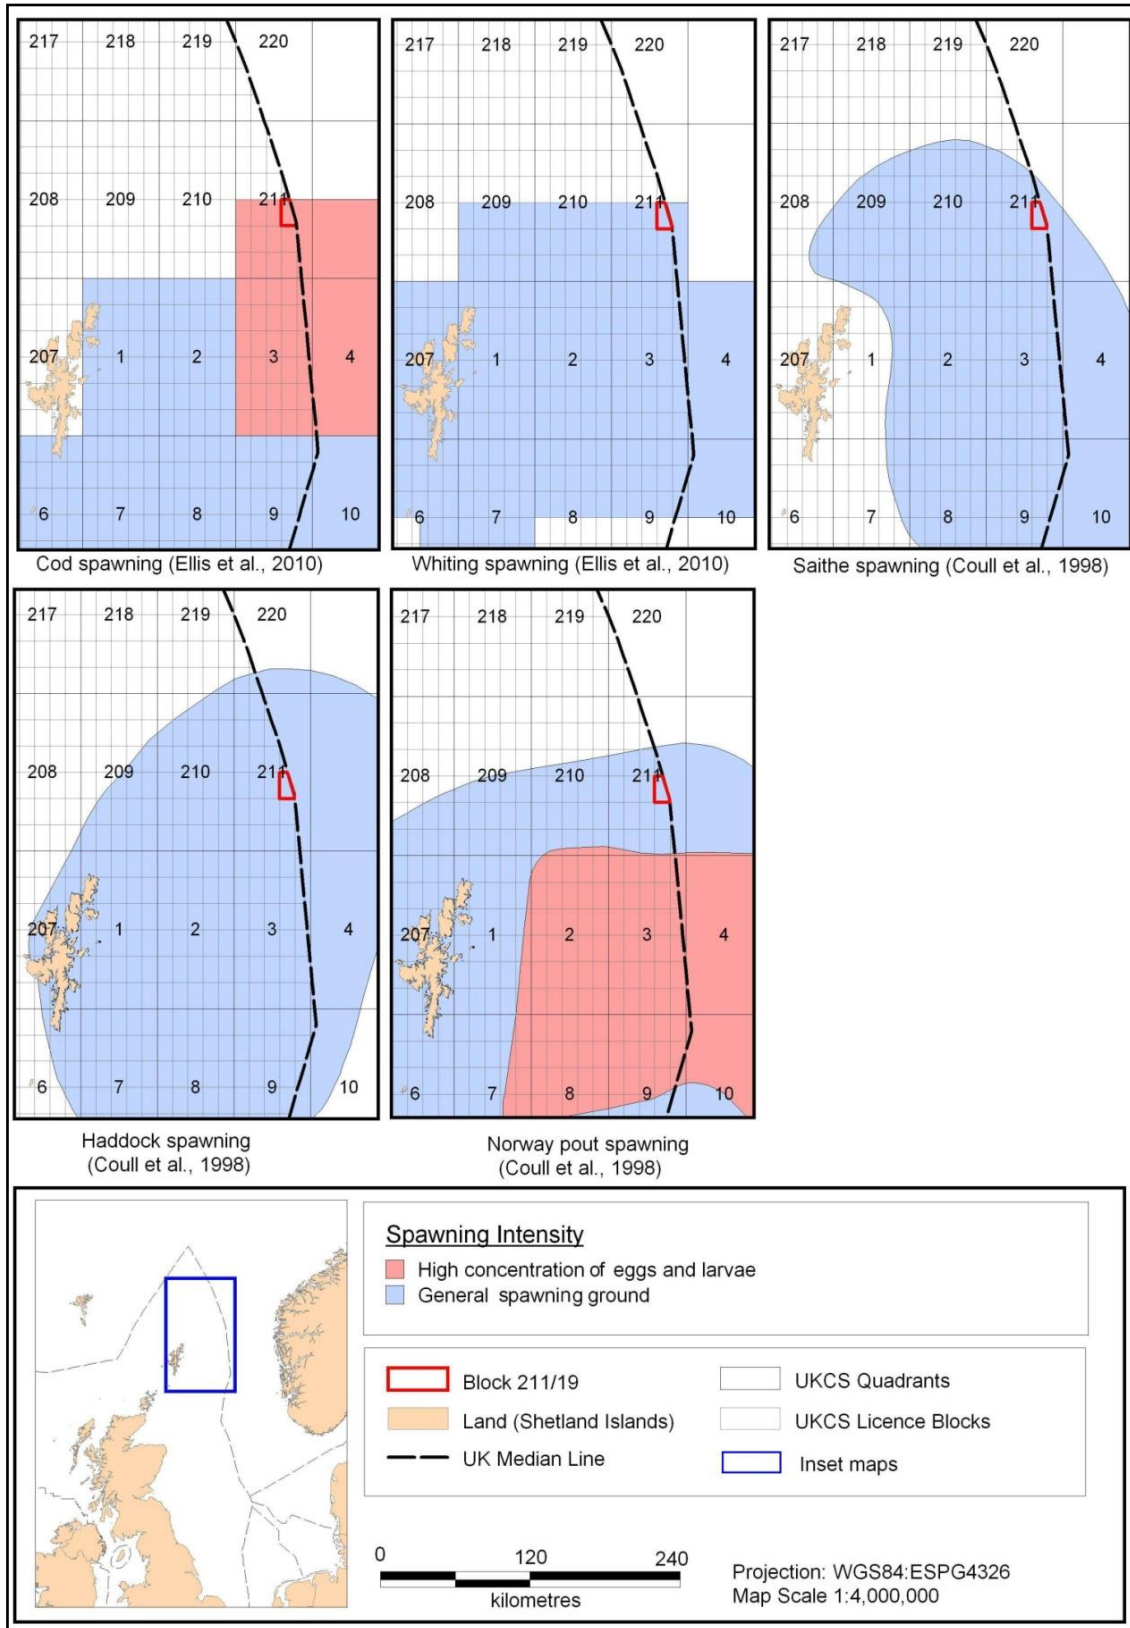 217 218 219 220
208 209 210 211
207 1 2 3 4
6 7 8 9 10
Cod spawning (Ellis et al., 2010)
217 218 219 220
208 209 210 211
207 1 2 3 4
6 7 8 9 10
Whiting spawning (Ellis et al., 2010)
217 218 219 220
208 209 210 211
207 1 2 3 4
6 7 8 9 10
Saithe spawning (Coull et al., 1998)
217 218 219 220
208 209 210 211
207 1 2 3 4
6 7 8 9 10
Haddock spawning
(Coull et al., 1998)
217 218 219 220
208 209 210 211
207 1 2 3 4
6 7 8 9 10
Norway pout spawning
(Coull et al., 1998)
Spawning Intensity
High concentration of eggs and larvae
General spawning ground
Block 211/19
Land (Shetland Islands)
UK Median Line
UKCS Quadrants
UKCS Licence Blocks
Inset maps
0 120 240
kilometres
Projection: WGS84:ESPG4326
Map Scale 1:4,000,000